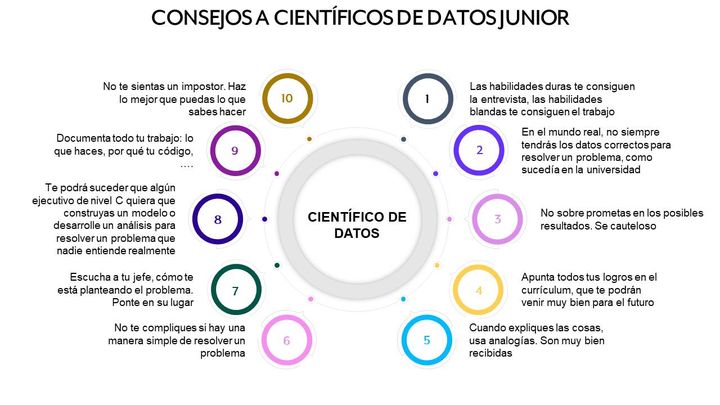 CONSEJOS A CIENTÍFICOS DE DATOS JUNIOR
1
Las habilidades duras te consiguen
la entrevista, las habilidades
blandas te consiguen el trabajo
2
En el mundo real, no siempre
tendrás los datos correctos para
resolver un problema, como
sucedía en la universidad
3
No sobre prometas en los posibles
resultados. Se cauteloso
4
Apunta todos tus logros en el
currículum, que te podrán
venir muy bien para el futuro
5
Cuando expliques las cosas,
usa analogías. Son muy bien
recibidas
6
No te compliques si hay una
manera simple de resolver un
problema
7
Escucha a tu jefe, cómo te
está planteando el problema.
Ponte en su lugar
8
Te podrá suceder que algún
ejecutivo de nivel C quiera que
construyas un modelo o
desarrolle un análisis para
resolver un problema que
nadie entiende realmente
9
Documenta todo tu trabajo: lo
que haces, por qué tu código,
….
10
No te sientas un impostor. Haz
lo mejor que puedas lo que
sabes hacer
CIENTÍFICO DE
DATOS